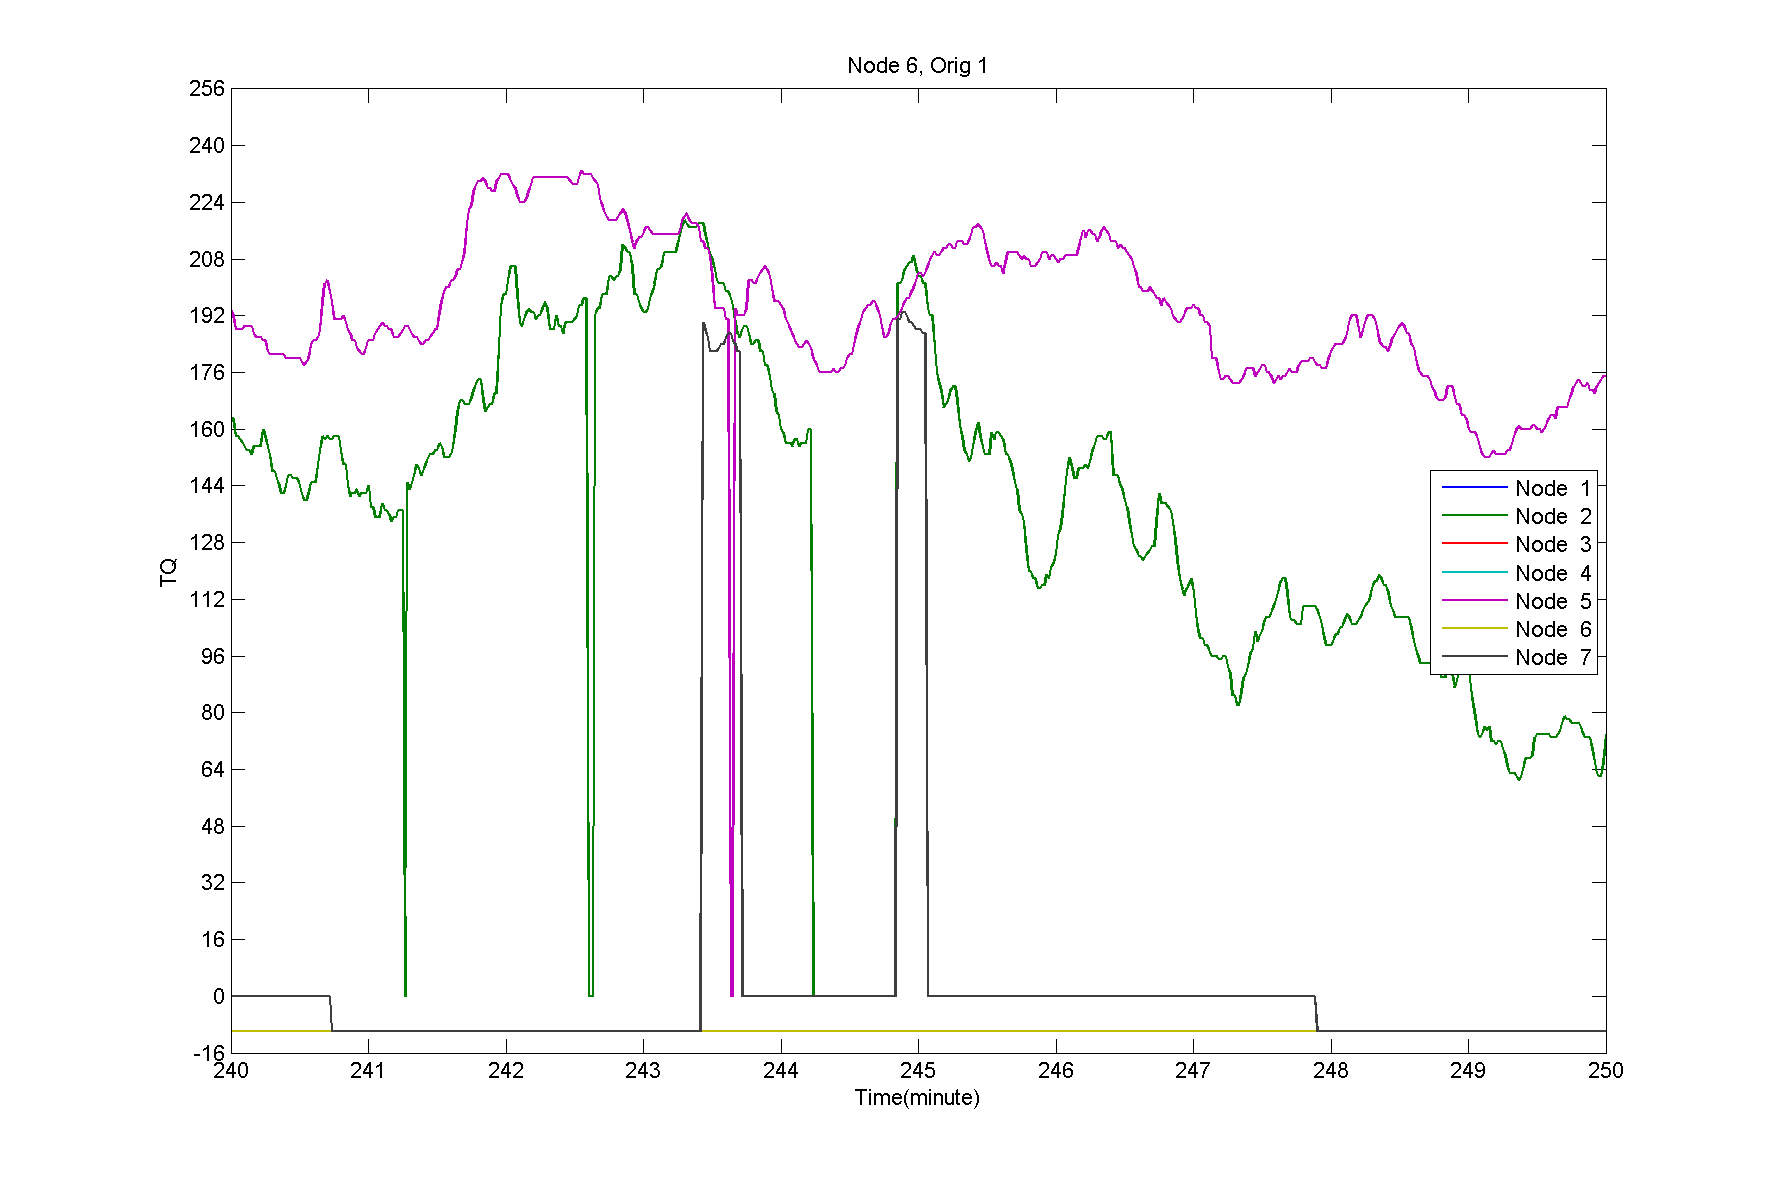 Node 6, Orig 1
256
240
224
208
192
176
160
144
128
112
96
80
64
48
32
16
0
-16
TQ
Node 1
Node 2
Node 3
Node 4
Node 5
Node 6
Node 7
240 241 242 243 244 245 246 247 248 249 250
Time(minute)